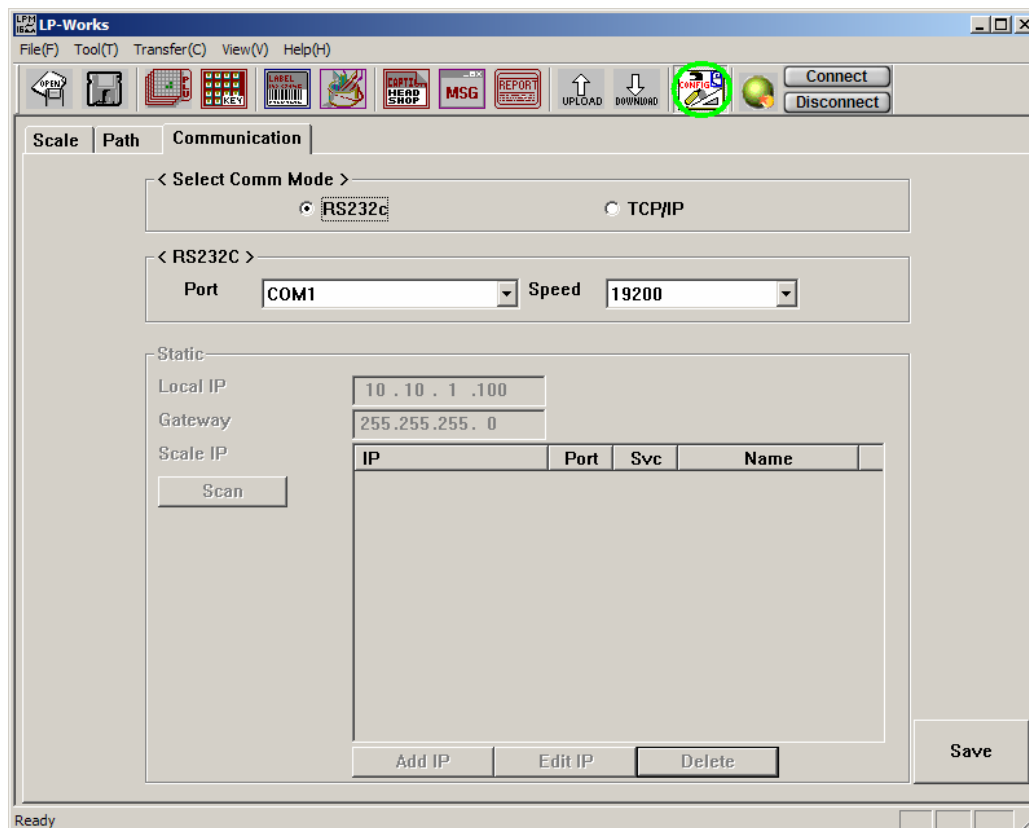 LP-Works
File(F) Tool(T) Transfer(C) View(V) Help(H)
OPEN PLU KEY LABEL HEAD SHOP MSG REPORT UPLOAD DOWNLOAD CONFIG Connect
Disconnect
Scale Path Communication
< Select Comm Mode >
RS232c TCP/IP
< RS232C >
Port COM1 Speed 19200
Static
Local IP 10 . 10 . 1 .100
Gateway 255.255.255. 0
Scale IP
IP Port Svc Name
Scan
Add IP Edit IP Delete
Save
Ready